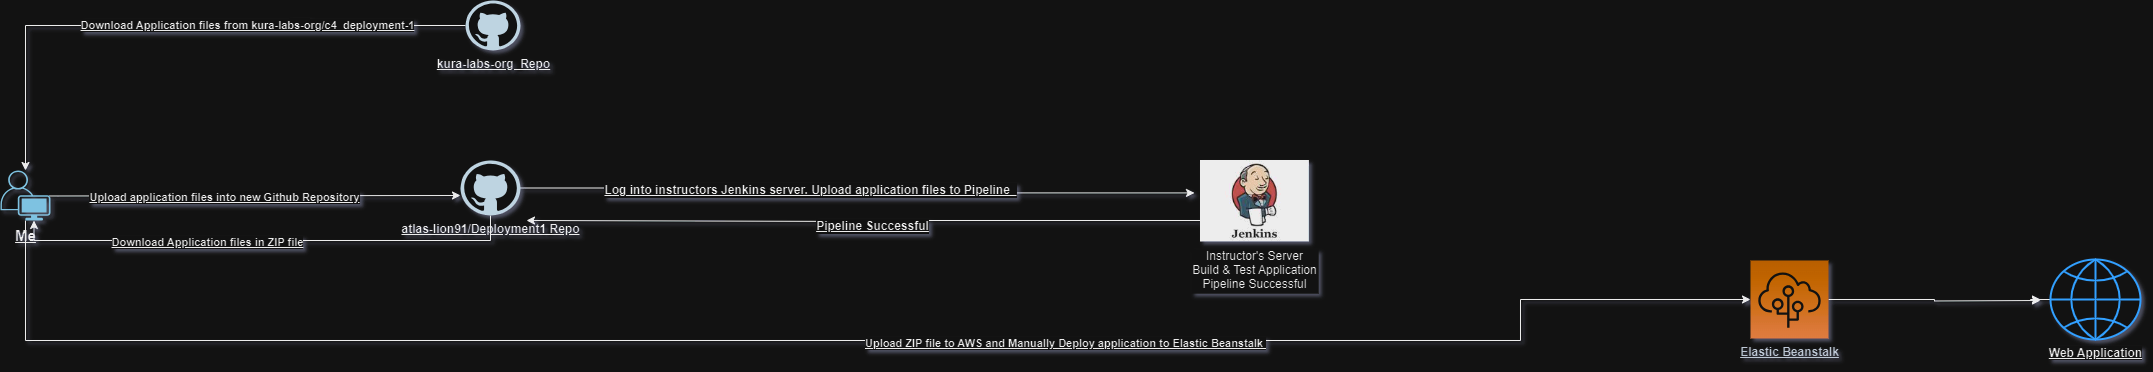 Download Application files from kura-labs-org/c4_deployment-1
kura-labs-org. Repo
Upload application files into new Github Repository
Me
Download Application files in ZIP file
atlas-lion91/Deployment1 Repo
Log into instructors Jenkins server. Upload application files to Pipeline
Pipeline Successful
Jenkins
Instructor's Server
Build & Test Application
Pipeline Successful
Upload ZIP file to AWS and Manually Deploy application to Elastic Beanstalk
Elastic Beanstalk
Web Application